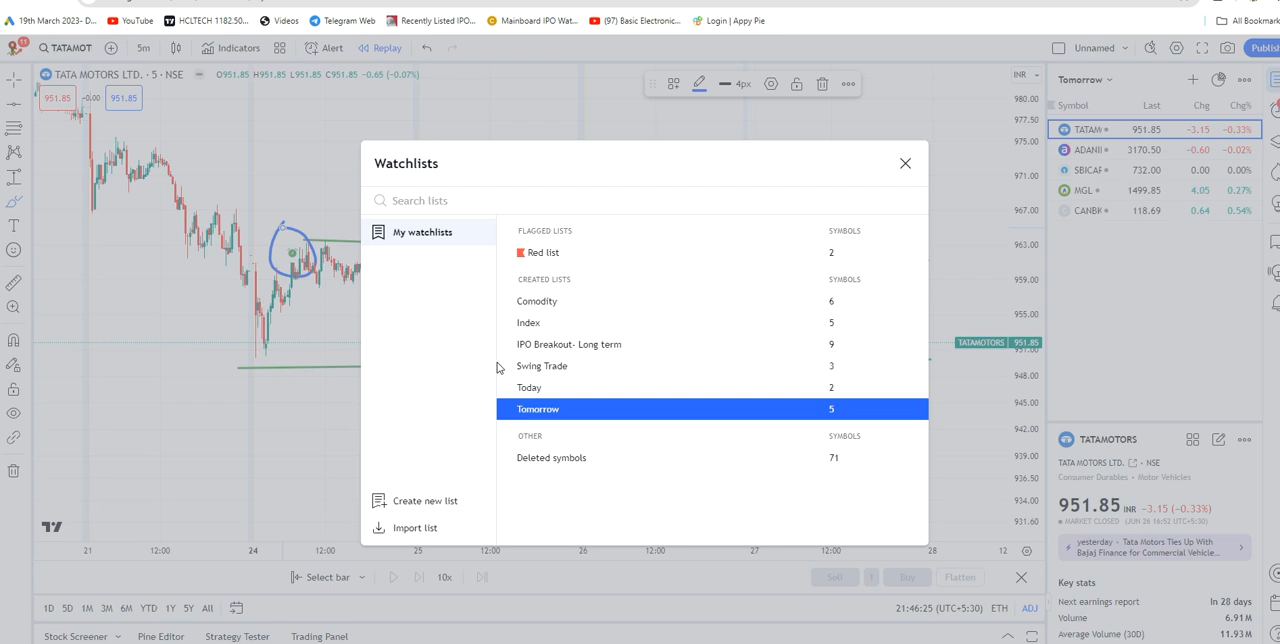 19th March 2023- D... YouTube HCLTECH 1182.50... Videos Telegram Web Recently Listed IPO... Mainboard IPO Wat... (97) Basic Electronic... Login | Appy Pie All Bookmark
11 TATAMOT 5m Indicators Alert Replay Unnamed Publis
TATA MOTORS LTD. · 5 · NSE O951.85 H951.85 L951.85 C951.85 -0.65 (-0.07%)
951.85 -0.00 951.85
4px
INR
980.00
977.50
975.00
971.00
967.00
963.00
959.00
955.00
TATAMOTORS 951.85
951.00
948.00
945.00
942.00
939.00
936.50
934.00
931.60
Tomorrow
Symbol Last Chg Chg%
TATAM 951.85 -3.15 -0.33%
ADANII 3170.50 -0.60 -0.02%
SBICAF 732.00 0.00 0.00%
MGL 1499.85 4.05 0.27%
CANBK 118.69 0.64 0.54%
Watchlists
Search lists
My watchlists
FLAGGED LISTS SYMBOLS
Red list 2
CREATED LISTS SYMBOLS
Comodity 6
Index 5
IPO Breakout- Long term 9
Swing Trade 3
Today 2
Tomorrow 5
OTHER SYMBOLS
Deleted symbols 71
Create new list
Import list
TATAMOTORS
TATA MOTORS LTD. · NSE
Consumer Durables · Motor Vehicles
951.85 INR -3.15 (-0.33%)
MARKET CLOSED (JUN 26 16:52 UTC+5:30)
yesterday · Tata Motors Ties Up With
Bajaj Finance for Commercial Vehicle...
Key stats
Next earnings report In 28 days
Volume 6.91M
Average Volume (30D) 11.93M
21 12:00 24 12:00 25 12:00 26 12:00 27 12:00 28 12
Select bar 10x Sell 1 Buy Flatten
1D 5D 1M 3M 6M YTD 1Y 5Y All 21:46:25 (UTC+5:30) ETH ADJ
Stock Screener Pine Editor Strategy Tester Trading Panel